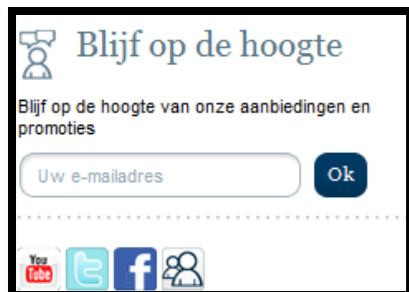 Blijf op de hoogte
Blijf op de hoogte van onze aanbiedingen en
promoties
Uw e-mailadres
Ok
You
Tube